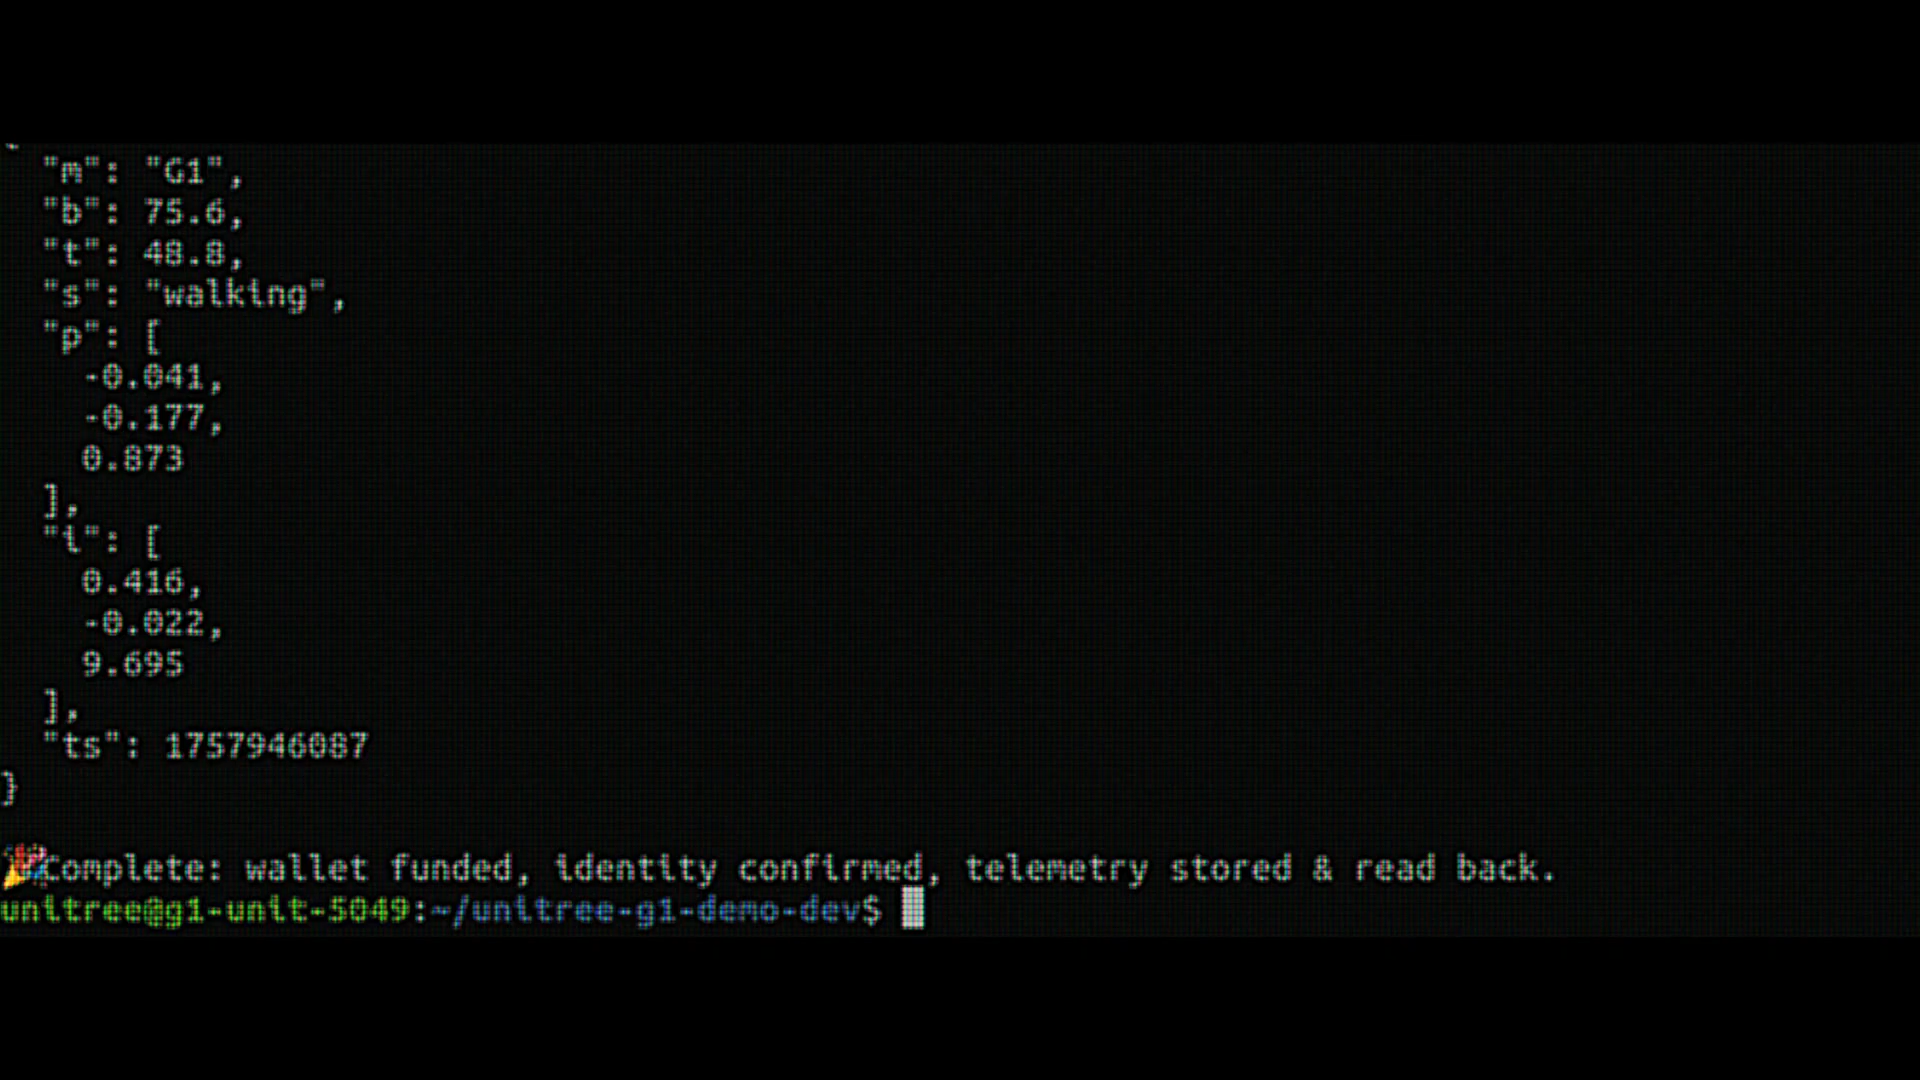 {
  "m": "G1",
  "b": 75.6,
  "t": 48.8,
  "s": "walking",
  "p": [
    -0.041,
    -0.177,
    0.873
  ],
  "i": [
    0.416,
    -0.022,
    9.695
  ],
  "ts": 1757946087
}
🎉Complete: wallet funded, identity confirmed, telemetry stored & read back.
unitree@g1-unit-5049:~/unitree-g1-demo-dev$